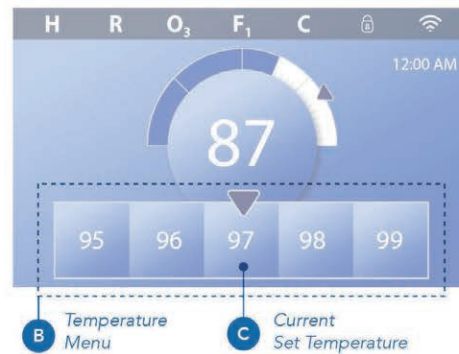 H R O₃ F₁ C
12:00 AM
87
95 96 97 98 99
B Temperature Menu
C Current Set Temperature